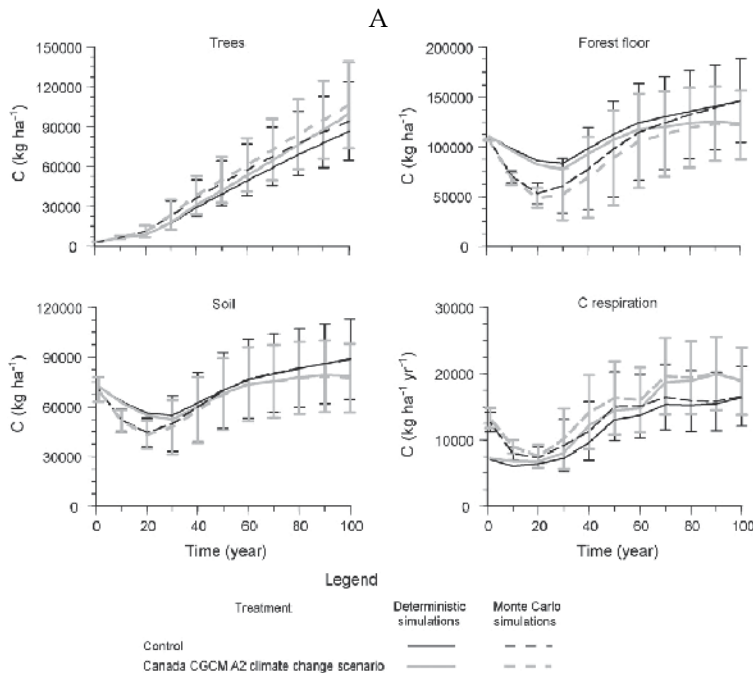 A
Trees
Forest floor
150000
120000
90000
60000
30000
0
C (kg ha⁻¹)
200000
150000
100000
50000
0
C (kg ha⁻¹)
Soil
C respiration
120000
90000
60000
30000
0
C (kg ha⁻¹)
0 20 40 60 80 100
Time (year)
30000
20000
10000
0
C (kg ha⁻¹ yr⁻¹)
0 20 40 60 80 100
Time (year)
Legend
Treatment
Deterministic simulations
Monte Carlo simulations
Control
Canada CGCM A2 climate change scenario